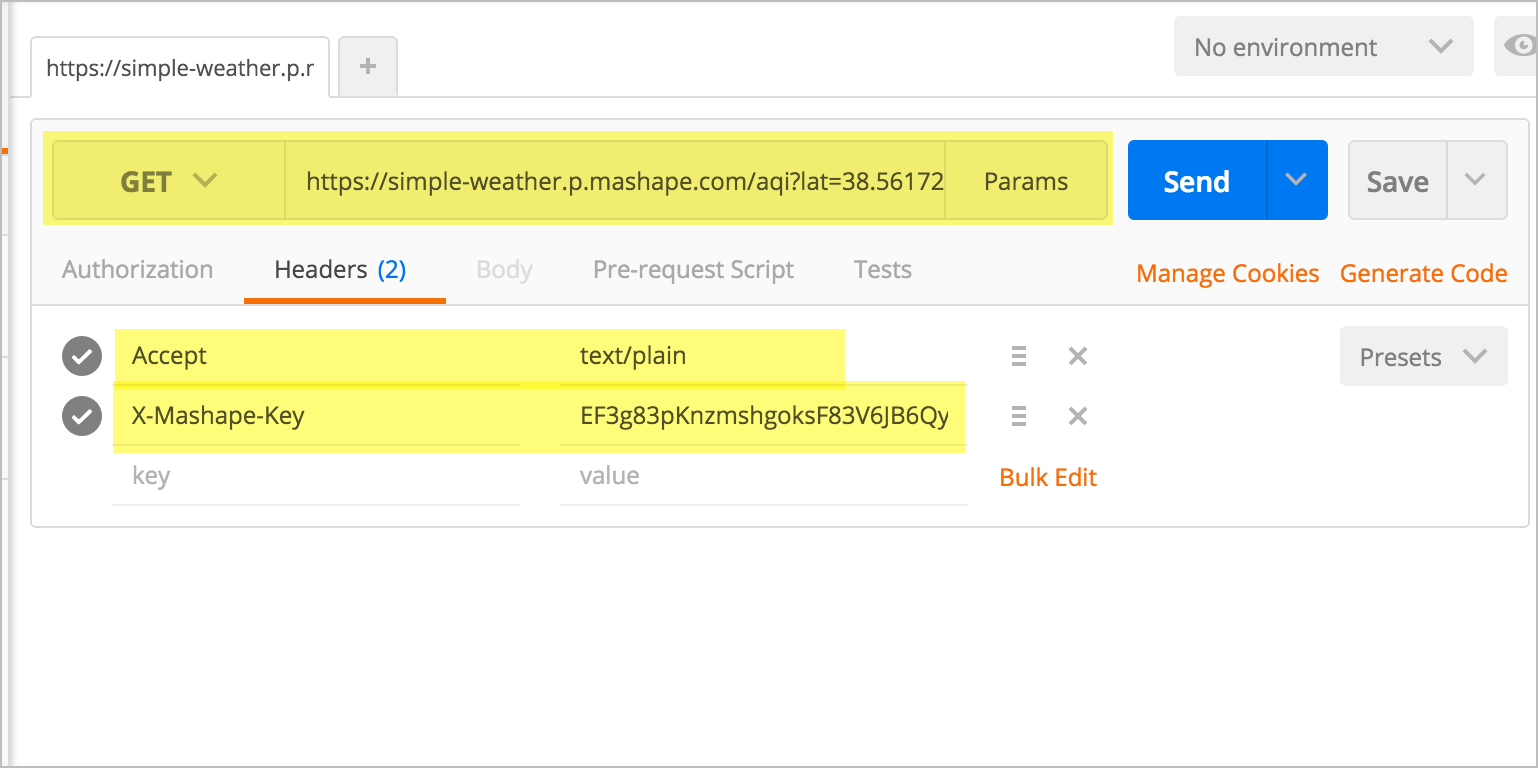 https://simple-weather.p.r
+
No environment
GET
https://simple-weather.p.mashape.com/aqi?lat=38.56172
Params
Send
Save
Authorization
Headers (2)
Body
Pre-request Script
Tests
Manage Cookies
Generate Code
Accept
text/plain
Presets
X-Mashape-Key
EF3g83pKnzmshgoksF83V6JB6Qy
key
value
Bulk Edit